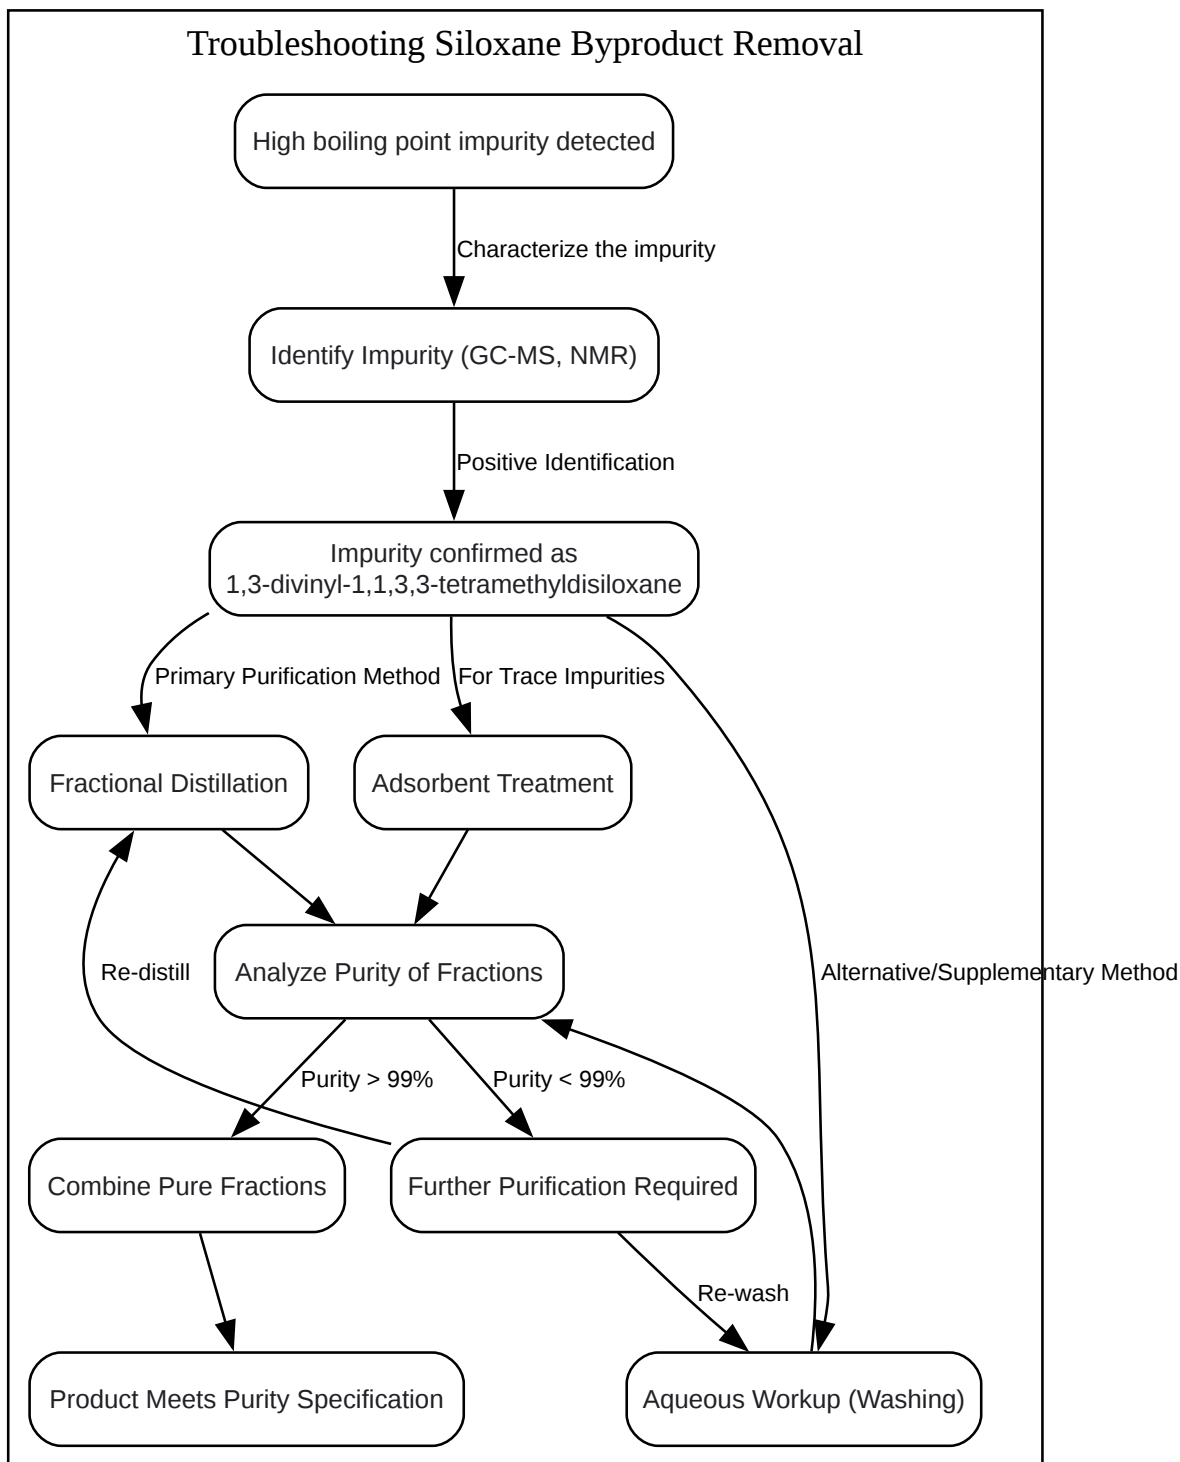 Troubleshooting Siloxane Byproduct Removal
High boiling point impurity detected
Characterize the impurity
Identify Impurity (GC-MS, NMR)
Positive Identification
Impurity confirmed as
1,3-divinyl-1,1,3,3-tetramethyldisiloxane
Primary Purification Method
For Trace Impurities
Fractional Distillation
Adsorbent Treatment
Re-distill
Analyze Purity of Fractions
Alternative/Supplementary Method
Purity > 99%
Purity < 99%
Combine Pure Fractions
Further Purification Required
Re-wash
Product Meets Purity Specification
Aqueous Workup (Washing)